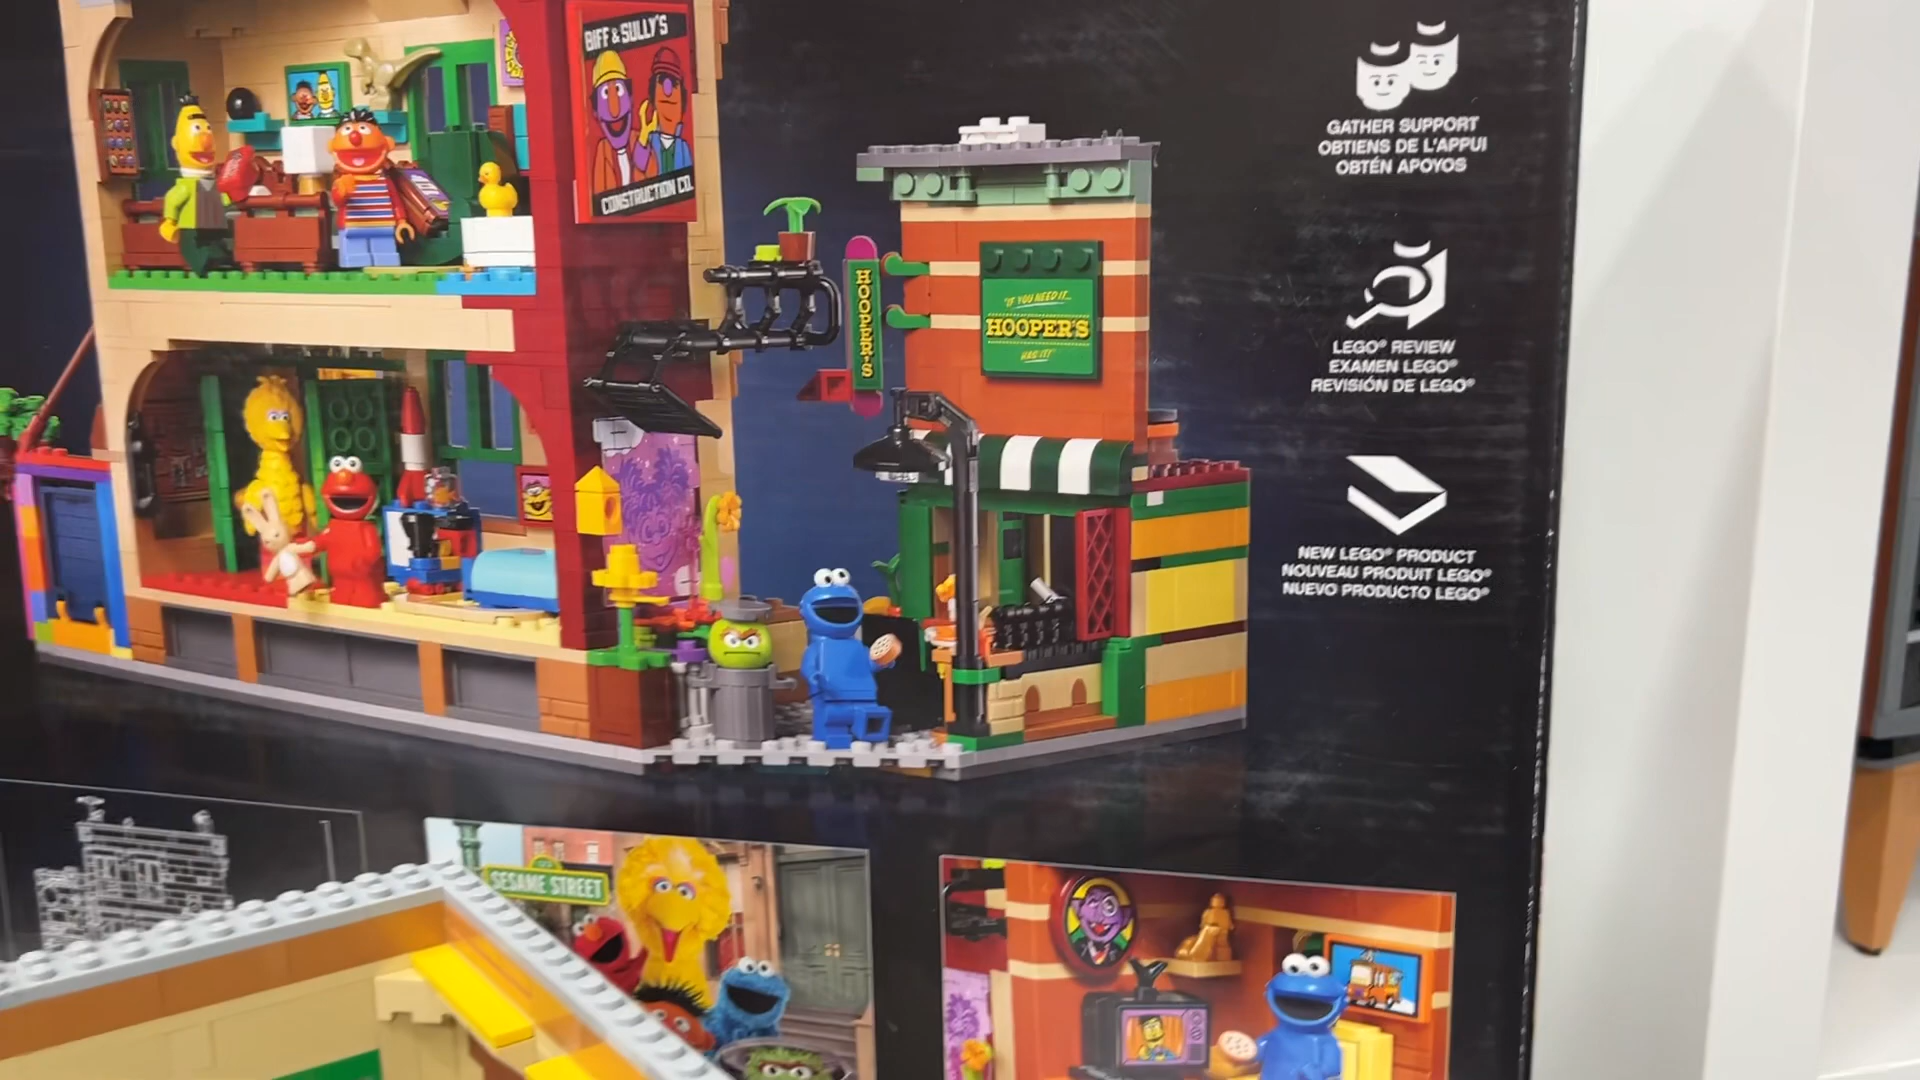 BIFF & SULLY'S
CONSTRUCTION CO.
HOOPER'S
"IF YOU NEED IT...
HOOPER'S
HAS IT!"
GATHER SUPPORT
OBTIENS DE L'APPUI
OBTÉN APOYOS
LEGO® REVIEW
EXAMEN LEGO®
REVISIÓN DE LEGO®
NEW LEGO® PRODUCT
NOUVEAU PRODUIT LEGO®
NUEVO PRODUCTO LEGO®
SESAME STREET